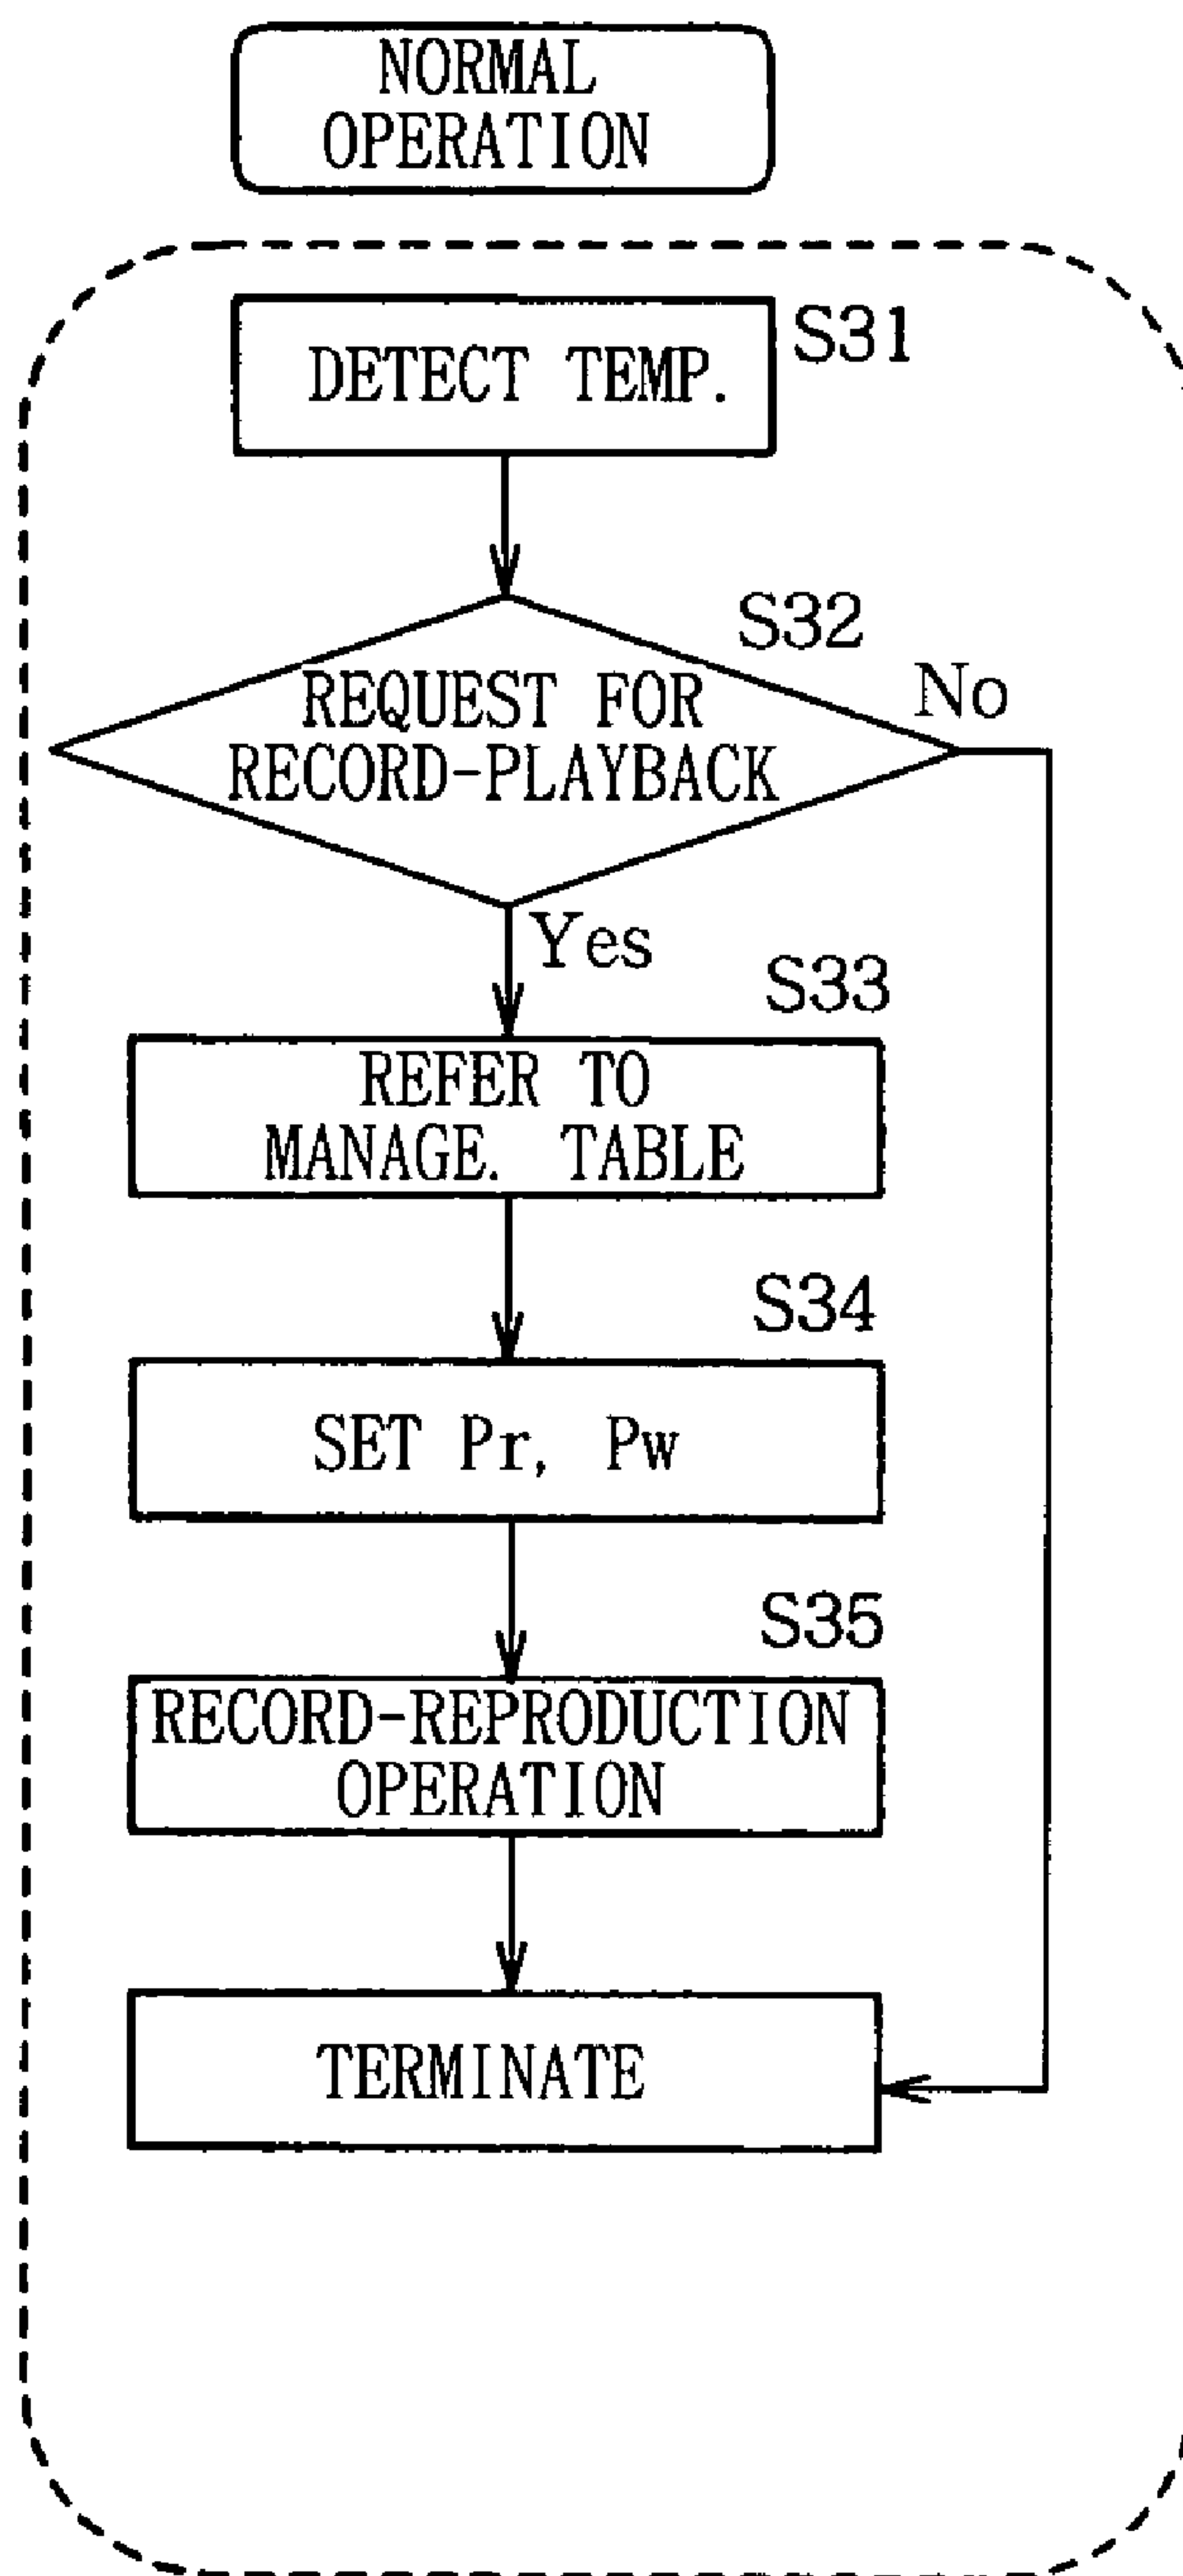 NORMAL
OPERATION
DETECT TEMP.
S31
S32
REQUEST FOR
RECORD-PLAYBACK
No
Yes
S33
REFER TO
MANAGE. TABLE
S34
SET Pr, Pw
S35
RECORD-REPRODUCTION
OPERATION
TERMINATE